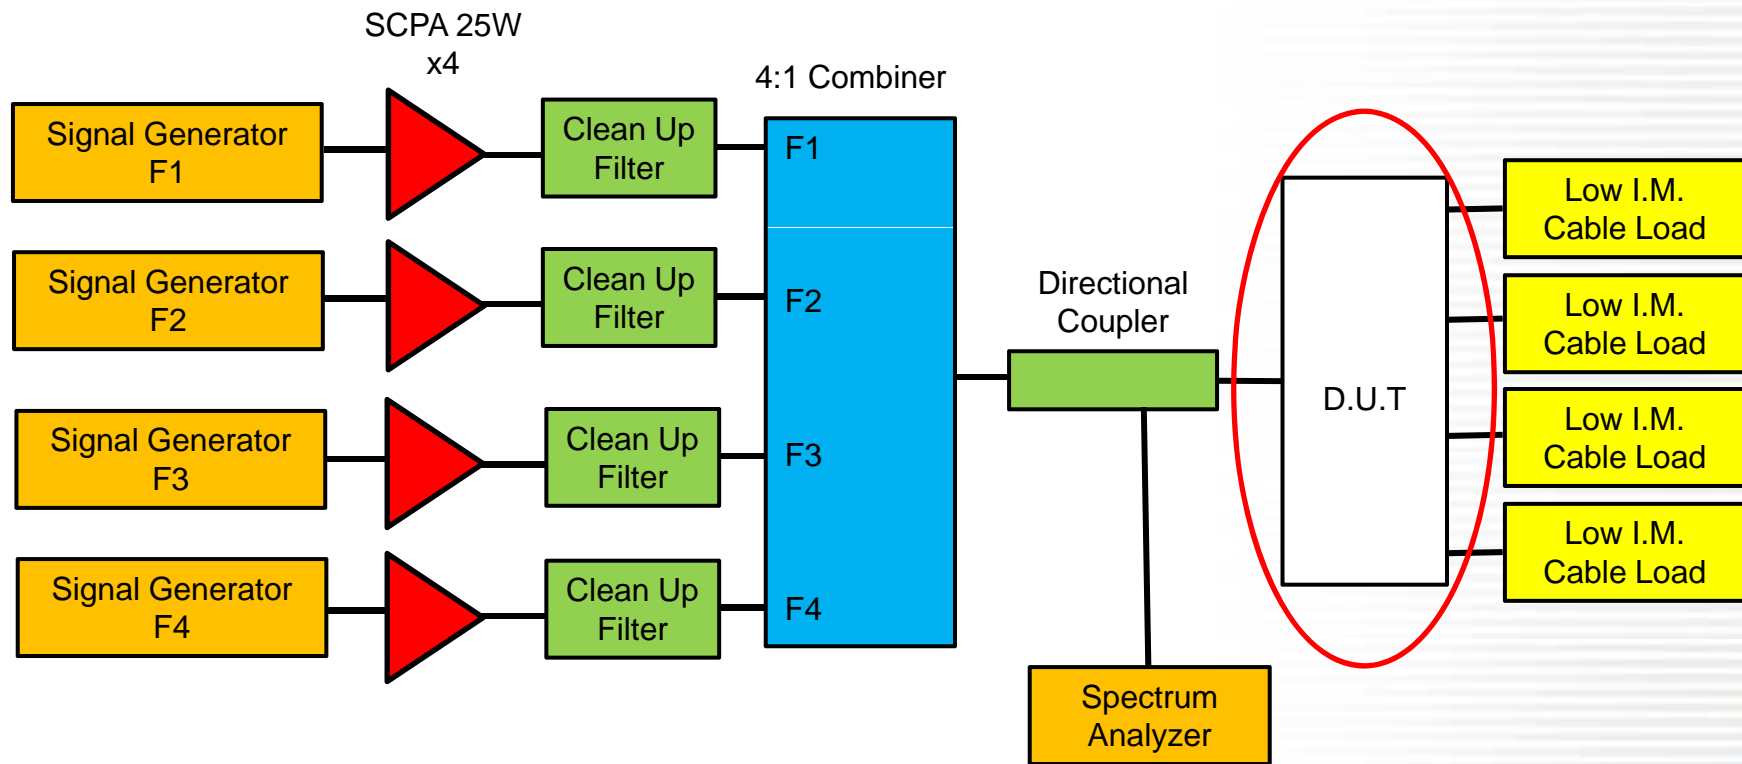 SCPA 25W
x4
4:1 Combiner
Signal Generator
F1
Clean Up
Filter
F1
Signal Generator
F2
Clean Up
Filter
F2
Signal Generator
F3
Clean Up
Filter
F3
Signal Generator
F4
Clean Up
Filter
F4
Directional
Coupler
Spectrum
Analyzer
D.U.T
Low I.M.
Cable Load
Low I.M.
Cable Load
Low I.M.
Cable Load
Low I.M.
Cable Load